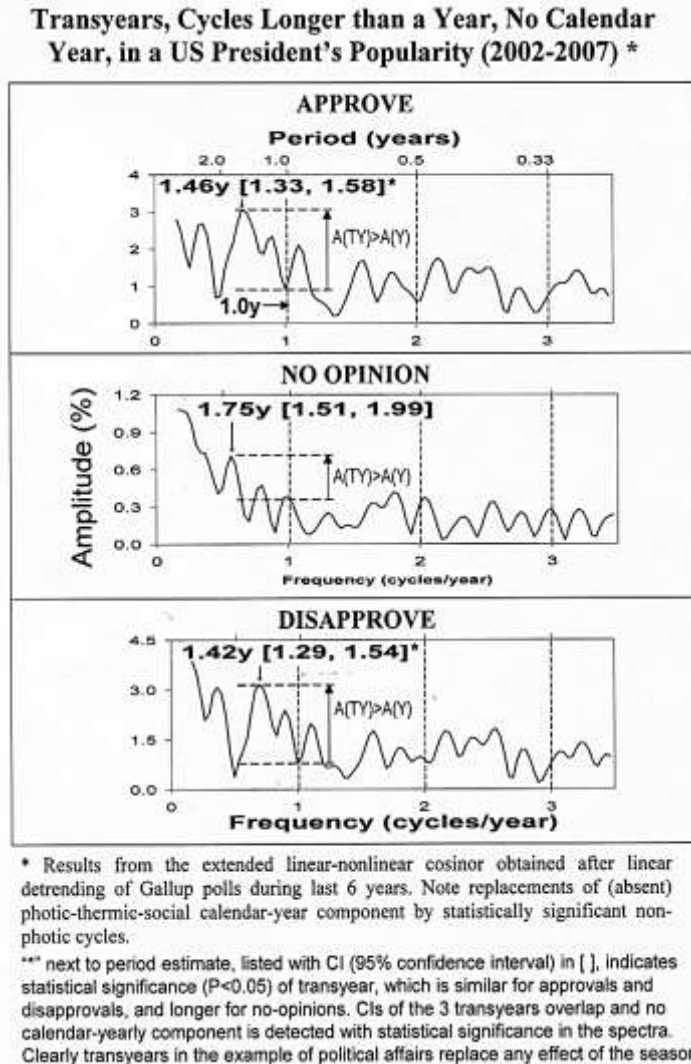 Transyears, Cycles Longer than a Year, No Calendar
Year, in a US President's Popularity (2002-2007) *
APPROVE
Period (years)
2.0 1.0 0.5 0.33
4
1.46y [1.33, 1.58]*
3
A(TY)>A(Y)
2
1
1.0y
0
0 1 2 3
NO OPINION
1.2
1.75y [1.51, 1.99]
0.9
0.6
A(TY)>A(Y)
0.3
0.0
Amplitude (%)
0 1 2 3
Frequency (cycles/year)
DISAPPROVE
4.5
1.42y [1.29, 1.54]*
3.0
A(TY)>A(Y)
1.5
0.0
0 1 2 3
Frequency (cycles/year)
* Results from the extended linear-nonlinear cosinor obtained after linear
detrending of Gallup polls during last 6 years. Note replacements of (absent)
photic-thermic-social calendar-year component by statistically significant non-
photic cycles.
"*" next to period estimate, listed with CI (95% confidence interval) in [ ], indicates
statistical significance (P<0.05) of transyear, which is similar for approvals and
disapprovals, and longer for no-opinions. CIs of the 3 transyears overlap and no
calendar-yearly component is detected with statistical significance in the spectra.
Clearly transyears in the example of political affairs replace any effect of the season